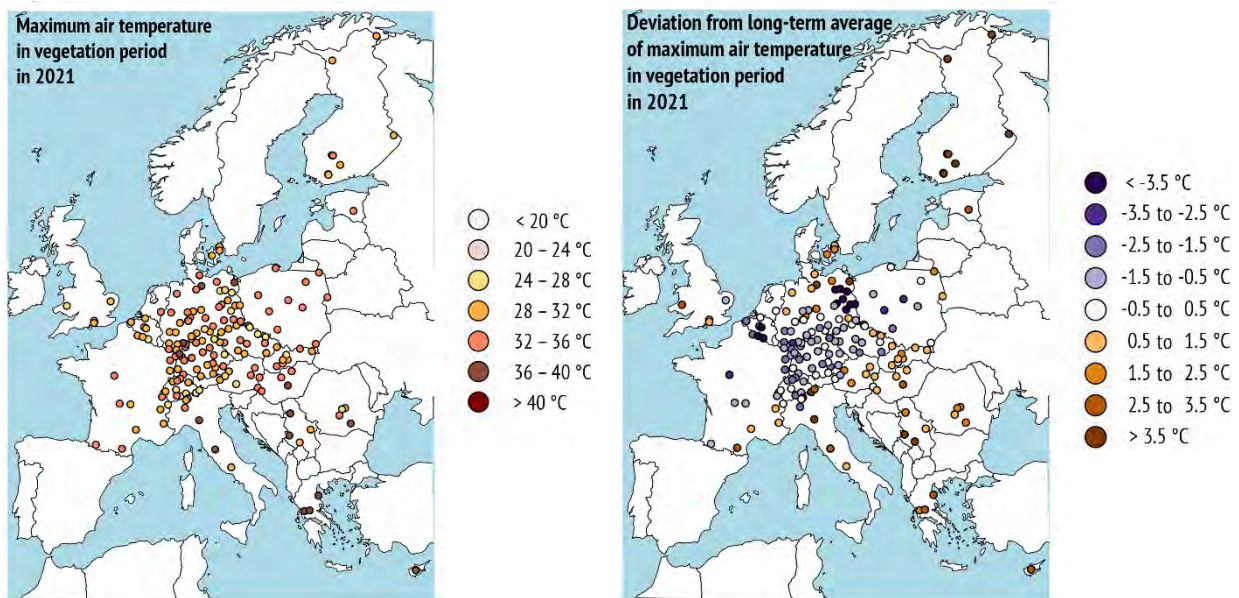 Maximum air temperature
in vegetation period
in 2021
< 20 °C
20 – 24 °C
24 – 28 °C
28 – 32 °C
32 – 36 °C
36 – 40 °C
> 40 °C
Deviation from long-term average
of maximum air temperature
in vegetation period
in 2021
< -3.5 °C
-3.5 to -2.5 °C
-2.5 to -1.5 °C
-1.5 to -0.5 °C
-0.5 to 0.5 °C
0.5 to 1.5 °C
1.5 to 2.5 °C
2.5 to 3.5 °C
> 3.5 °C